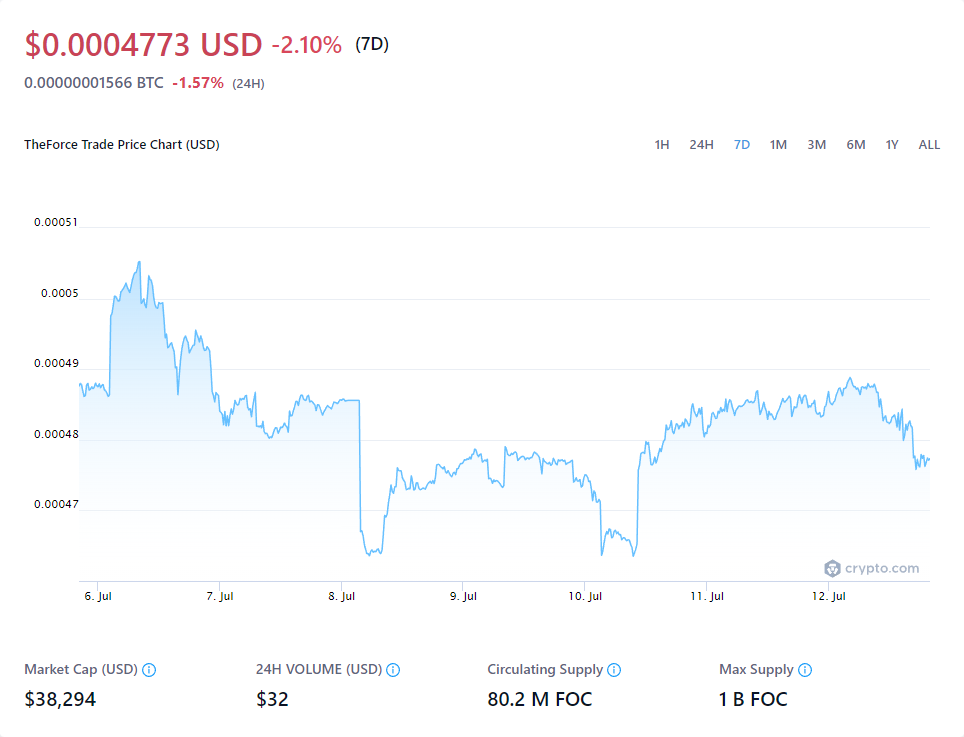 $0.0004773 USD -2.10% (7D)
0.00000001566 BTC -1.57% (24H)
TheForce Trade Price Chart (USD) 1H 24H 7D 1M 3M 6M 1Y ALL
0.00051
0.0005
0.00049
0.00048
0.00047
crypto.com
6. Jul 7. Jul 8. Jul 9. Jul 10. Jul 11. Jul 12. Jul
Market Cap (USD) 24H VOLUME (USD) Circulating Supply Max Supply
$38,294 $32 80.2 M FOC 1 B FOC